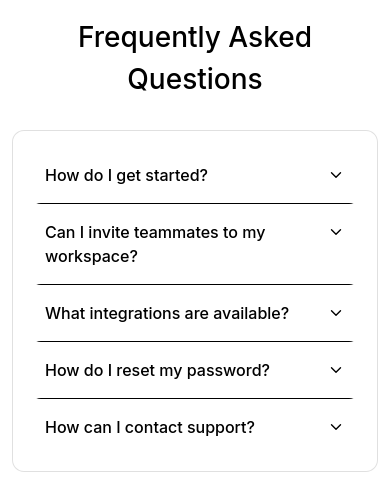 Frequently Asked
Questions
How do I get started?
Can I invite teammates to my
workspace?
What integrations are available?
How do I reset my password?
How can I contact support?